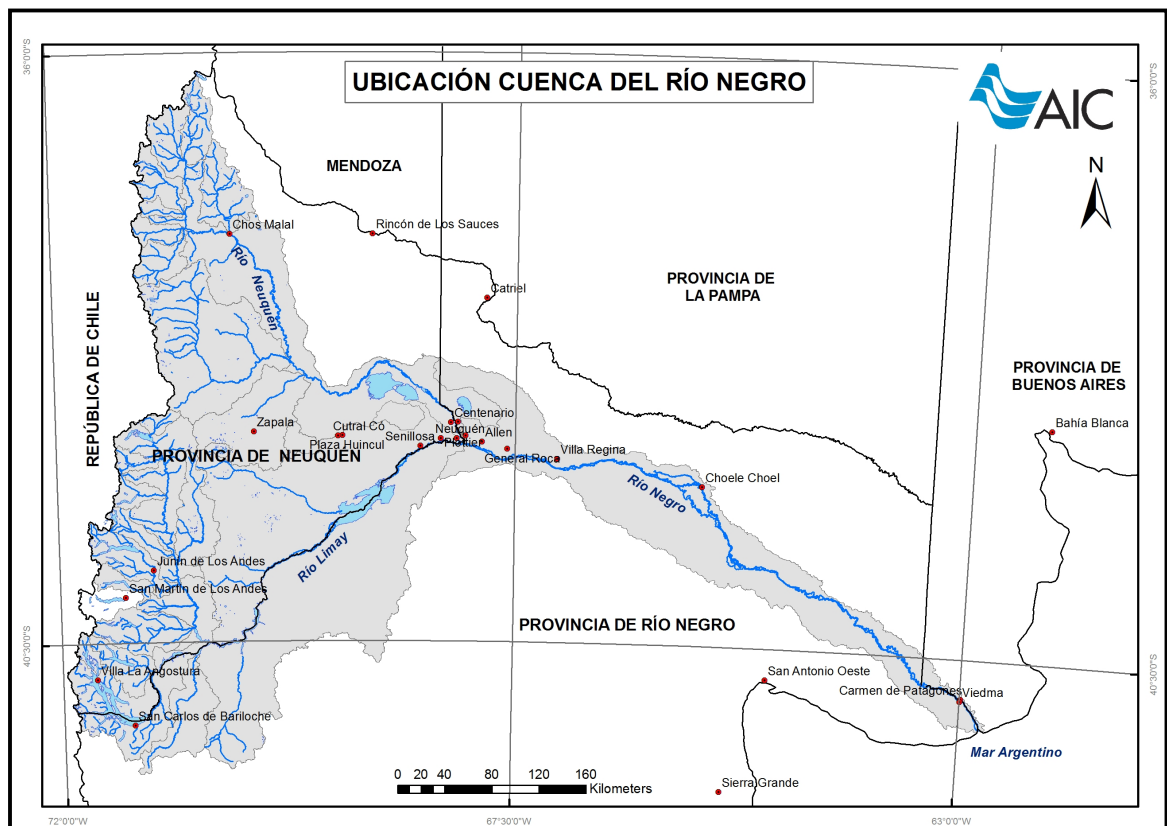 36°0'0"S
36°0'0"S
UBICACIÓN CUENCA DEL RÍO NEGRO
AIC
N
MENDOZA
Chos Malal
Rincón de Los Sauces
Río Neuquén
PROVINCIA DE
LA PAMPA
Catriel
REPÚBLICA DE CHILE
PROVINCIA DE
BUENOS AIRES
Bahía Blanca
Zapala
Cutral Có
Plaza Huincul
Centenario
Neuquén
Senillosa
Plottier
Allen
General Roca
Villa Regina
PROVINCIA DE NEUQUÉN
Choele Choel
Río Negro
Río Limay
Junín de Los Andes
San Martín de Los Andes
PROVINCIA DE RÍO NEGRO
40°30'0"S
40°30'0"S
Villa La Angostura
San Antonio Oeste
Carmen de Patagones
Viedma
San Carlos de Bariloche
Mar Argentino
Sierra Grande
0 10 20 40 80 120 160
Kilometers
72°0'0"W
67°30'0"W
63°0'0"W